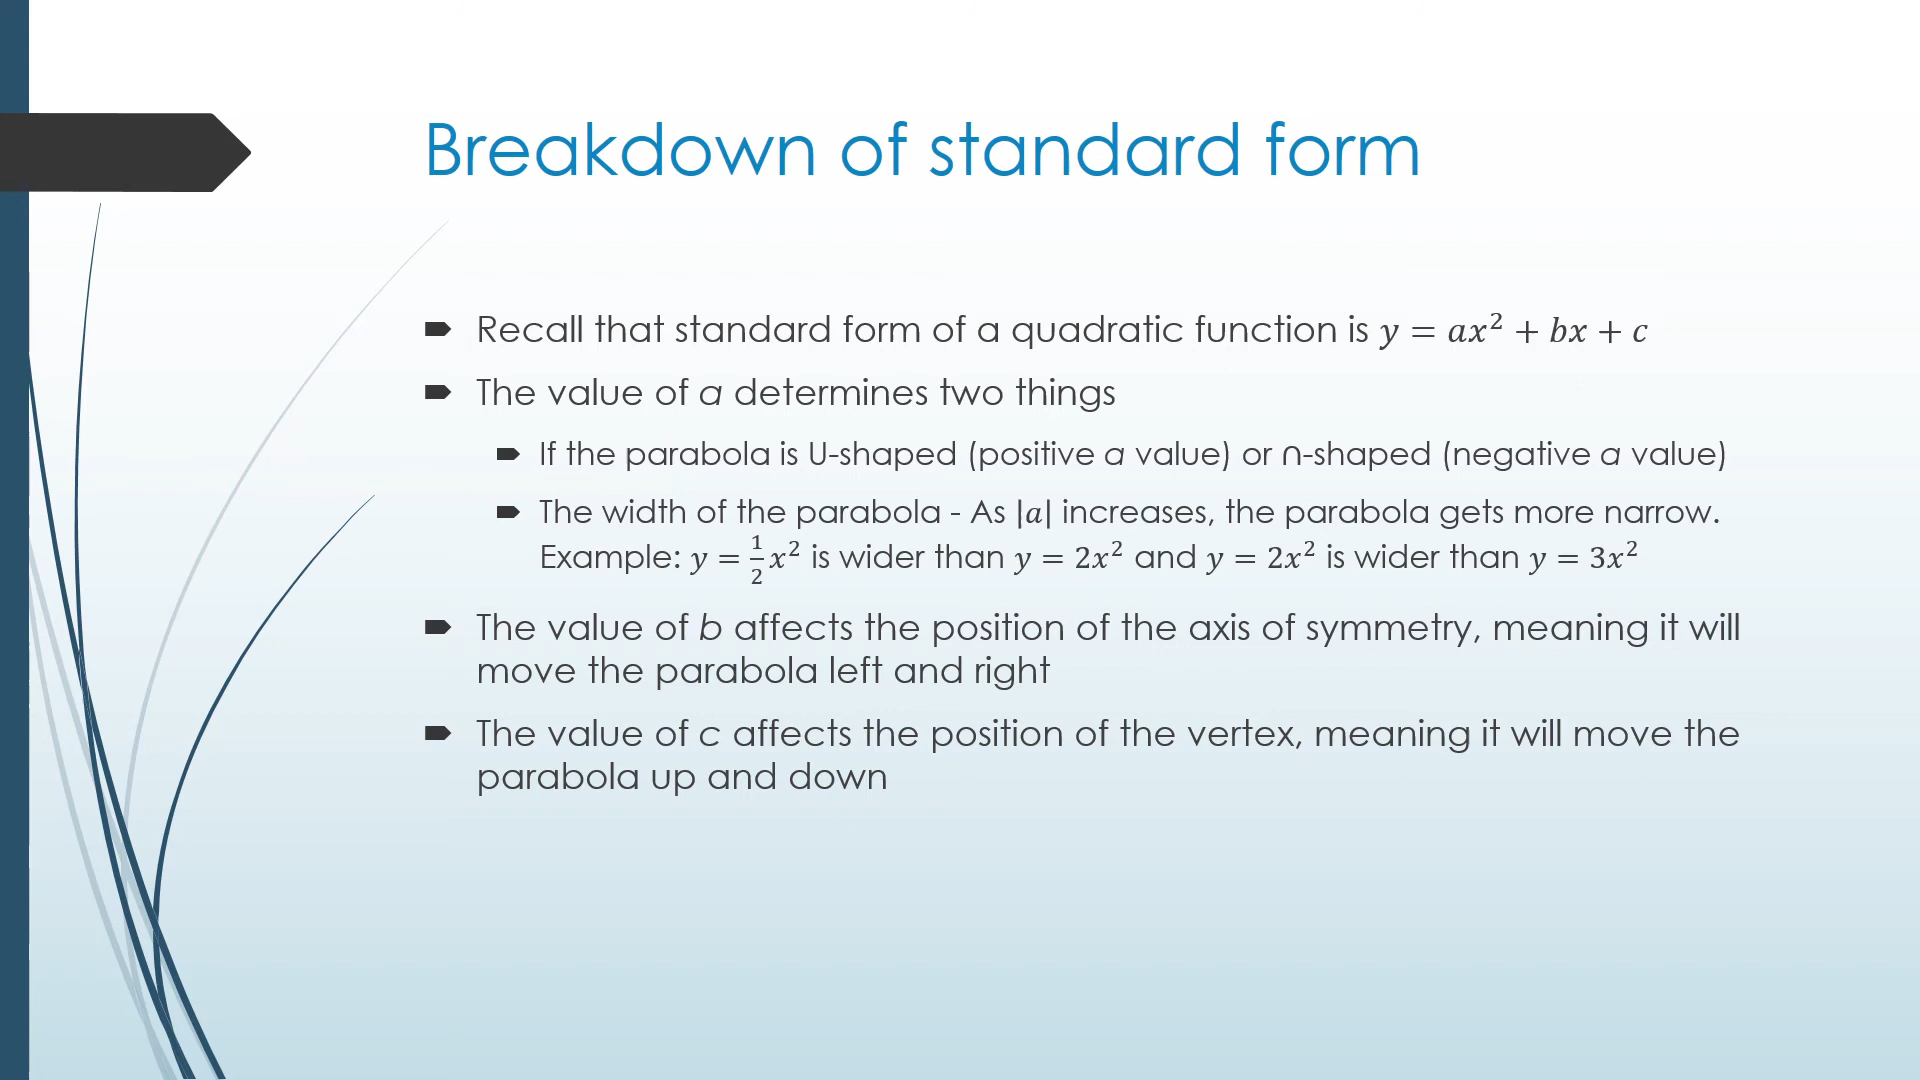 Breakdown of standard form
Recall that standard form of a quadratic function is y = ax² + bx + c
The value of a determines two things
If the parabola is U-shaped (positive a value) or ∩-shaped (negative a value)
The width of the parabola - As |a| increases, the parabola gets more narrow.
Example: y = 1/2 x² is wider than y = 2x² and y = 2x² is wider than y = 3x²
The value of b affects the position of the axis of symmetry, meaning it will
move the parabola left and right
The value of c affects the position of the vertex, meaning it will move the
parabola up and down